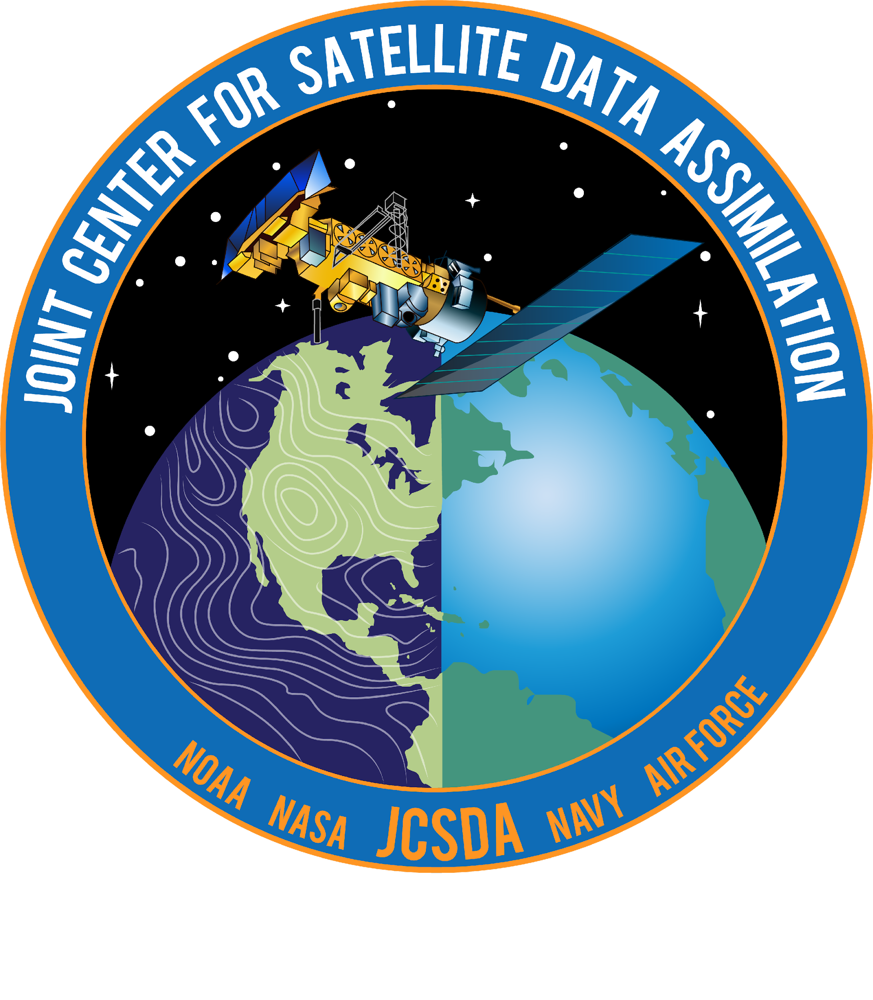 JOINT CENTER FOR SATELLITE DATA ASSIMILATION
NOAA NASA JCSDA NAVY AIR FORCE